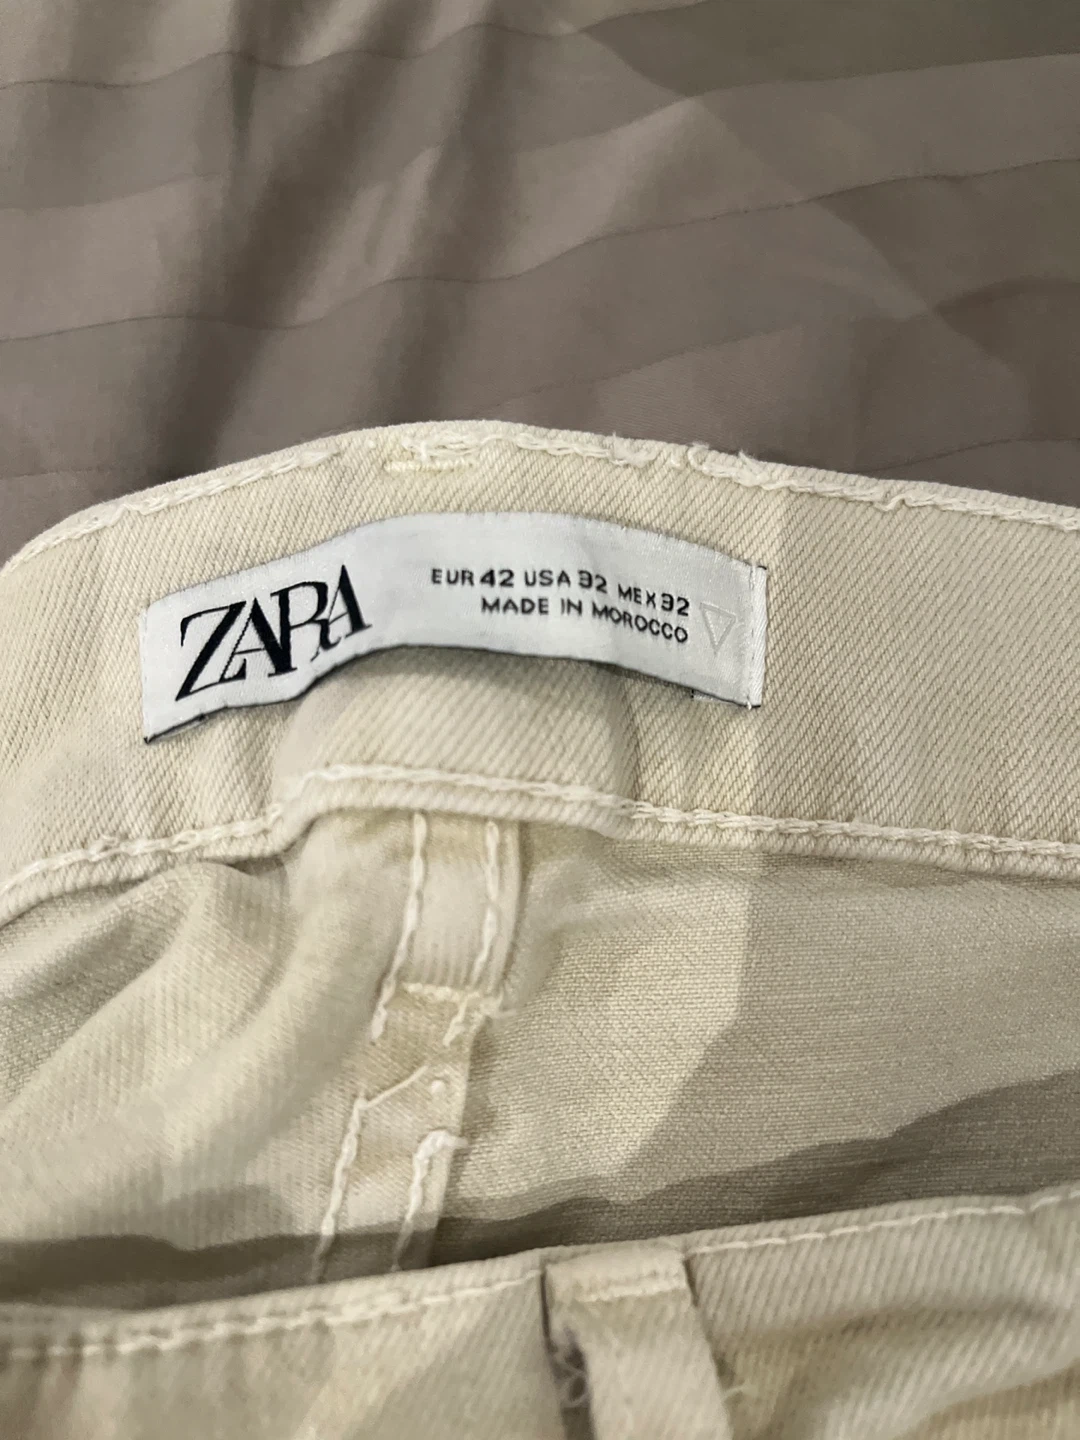 ZARA
EUR 42 USA 32 MEX 32
MADE IN MOROCCO